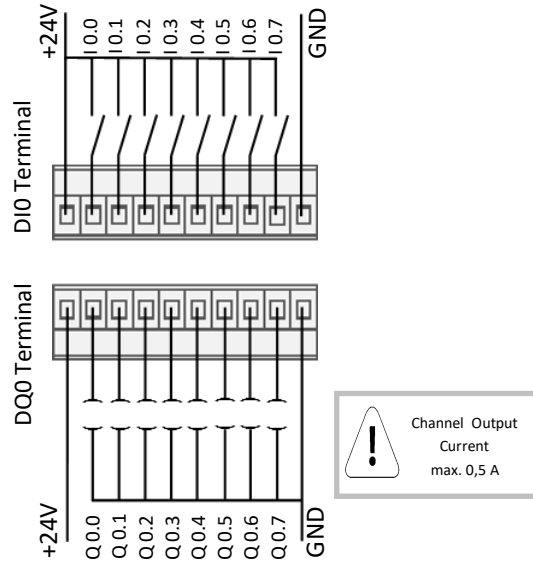 +24V
I 0.0
I 0.1
I 0.2
I 0.3
I 0.4
I 0.5
I 0.6
I 0.7
GND
DI0 Terminal
DQ0 Terminal
!
Channel Output
Current
max. 0,5 A
+24V
Q 0.0
Q 0.1
Q 0.2
Q 0.3
Q 0.4
Q 0.5
Q 0.6
Q 0.7
GND